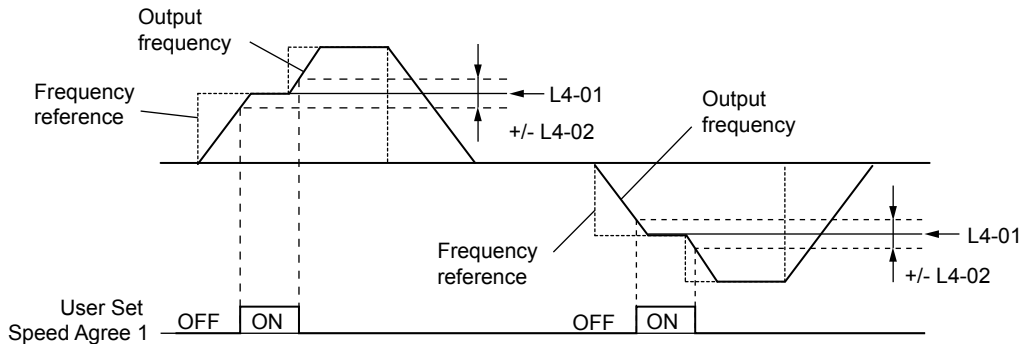 Output
frequency
Frequency
reference
L4-01
+/- L4-02
Output
frequency
Frequency
reference
L4-01
+/- L4-02
User Set
Speed Agree 1
OFF
ON
OFF
ON